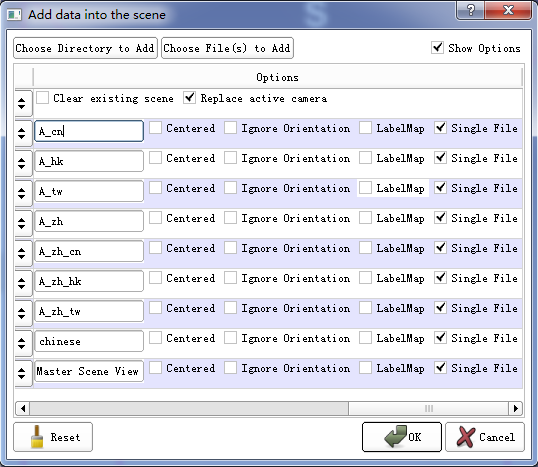 Add data into the scene
Choose Directory to Add Choose File(s) to Add Show Options
Options
Clear existing scene Replace active camera
A_cn Centered Ignore Orientation LabelMap Single File
A_hk Centered Ignore Orientation LabelMap Single File
A_tw Centered Ignore Orientation LabelMap Single File
A_zh Centered Ignore Orientation LabelMap Single File
A_zh_cn Centered Ignore Orientation LabelMap Single File
A_zh_hk Centered Ignore Orientation LabelMap Single File
A_zh_tw Centered Ignore Orientation LabelMap Single File
chinese Centered Ignore Orientation LabelMap Single File
Master Scene View Centered Ignore Orientation LabelMap Single File
Reset OK Cancel